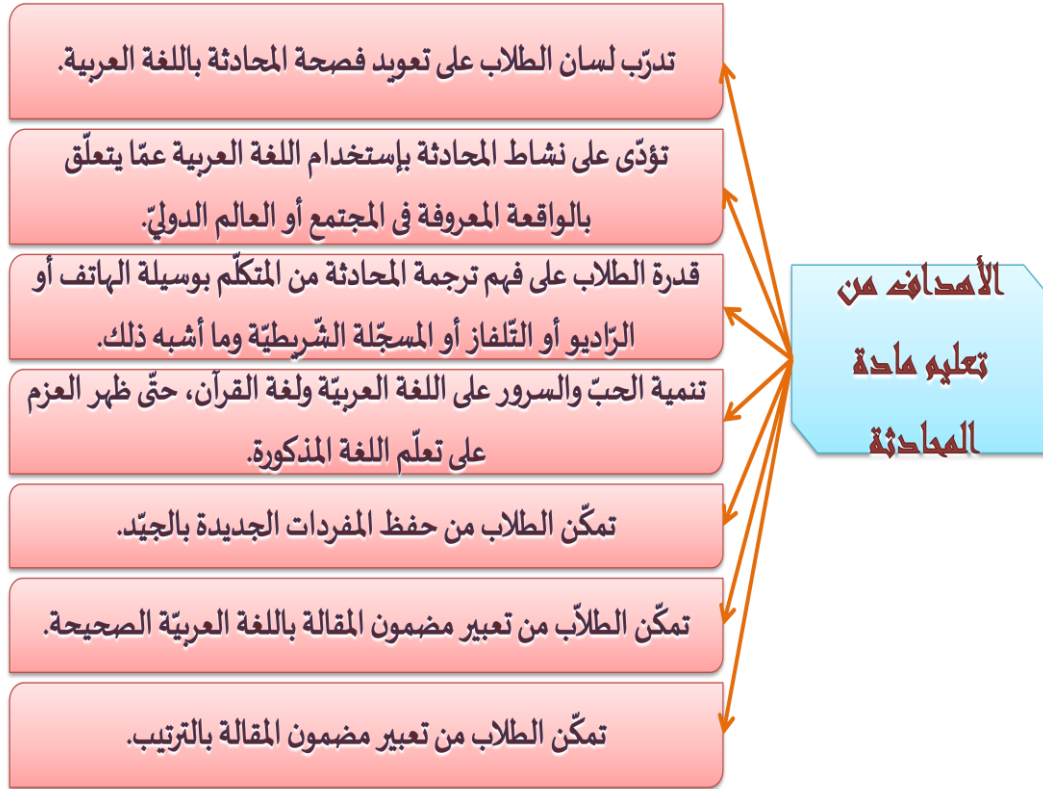 الأهداف من
تعليم مادة
المحادثة
تدرّب لسان الطلاب على تعويد فصحة المحادثة باللغة العربية.
تؤدّى على نشاط المحادثة بإستخدام اللغة العربية عمّا يتعلّق
بالواقعة المعروفة فى المجتمع أو العالم الدوليّ.
قدرة الطلاب على فهم ترجمة المحادثة من المتكلّم بوسيلة الهاتف أو
الرّاديو أو التّلفاز أو المسجّلة الشّريطيّة وما أشبه ذلك.
تنمية الحبّ والسرور على اللغة العربيّة ولغة القرآن، حتّى ظهر العزم
على تعلّم اللغة المذكورة.
تمكّن الطلاب من حفظ المفردات الجديدة بالجيّد.
تمكّن الطلاّب من تعبير مضمون المقالة باللغة العربيّة الصحيحة.
تمكّن الطلاب من تعبير مضمون المقالة بالترتيب.